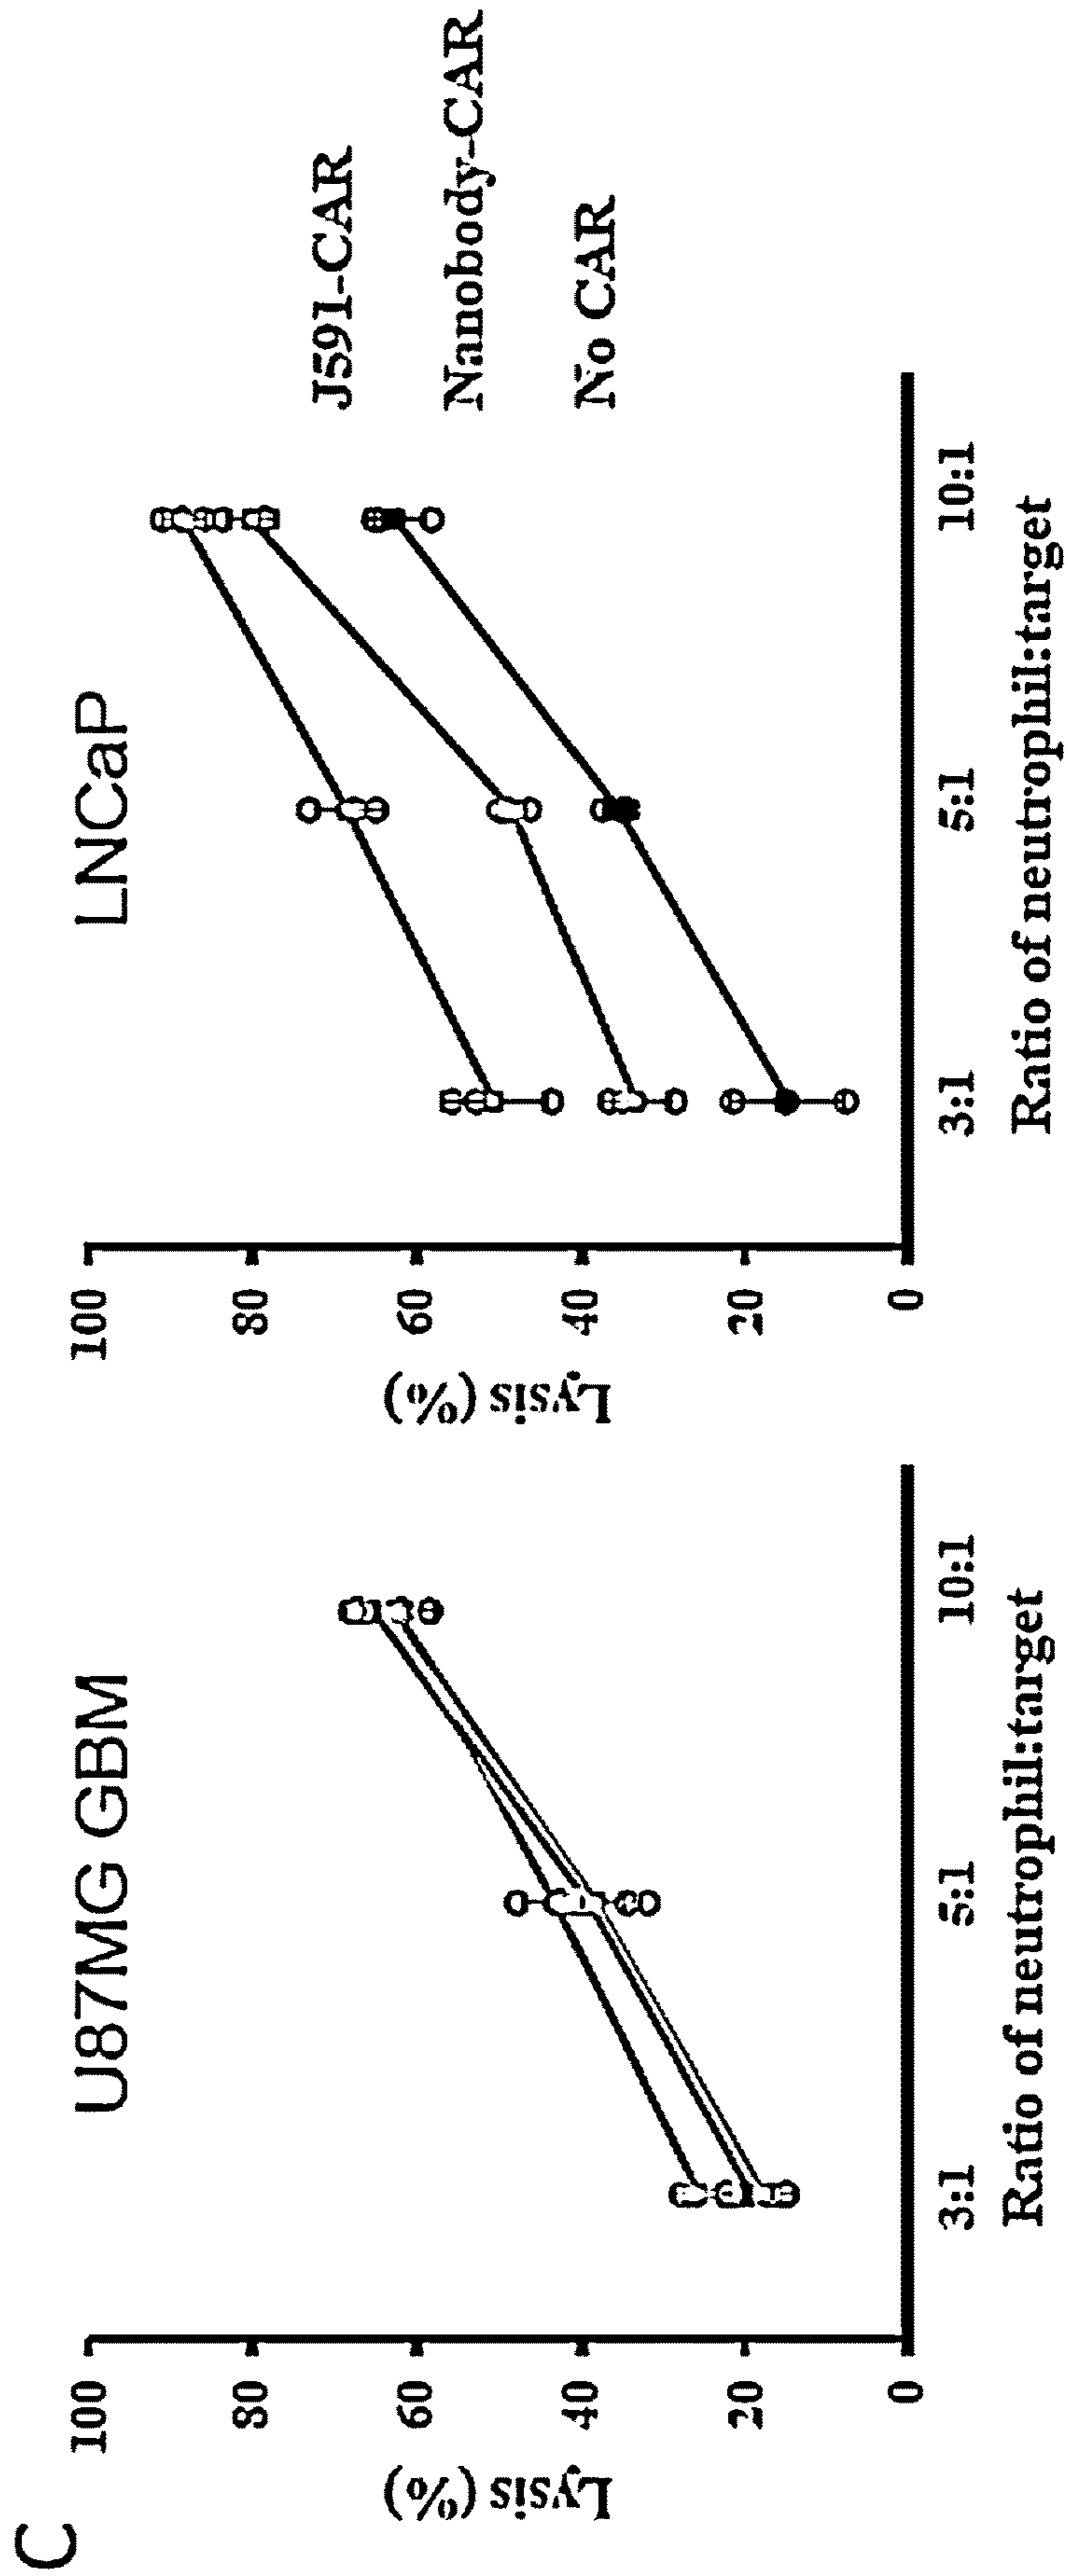 C
U87MG GBM
Lysis (%)
100
80
60
40
20
0
3:1
5:1
10:1
Ratio of neutrophil:target
LNCaP
Lysis (%)
100
80
60
40
20
0
3:1
5:1
10:1
Ratio of neutrophil:target
J591-CAR
Nanobody-CAR
No CAR